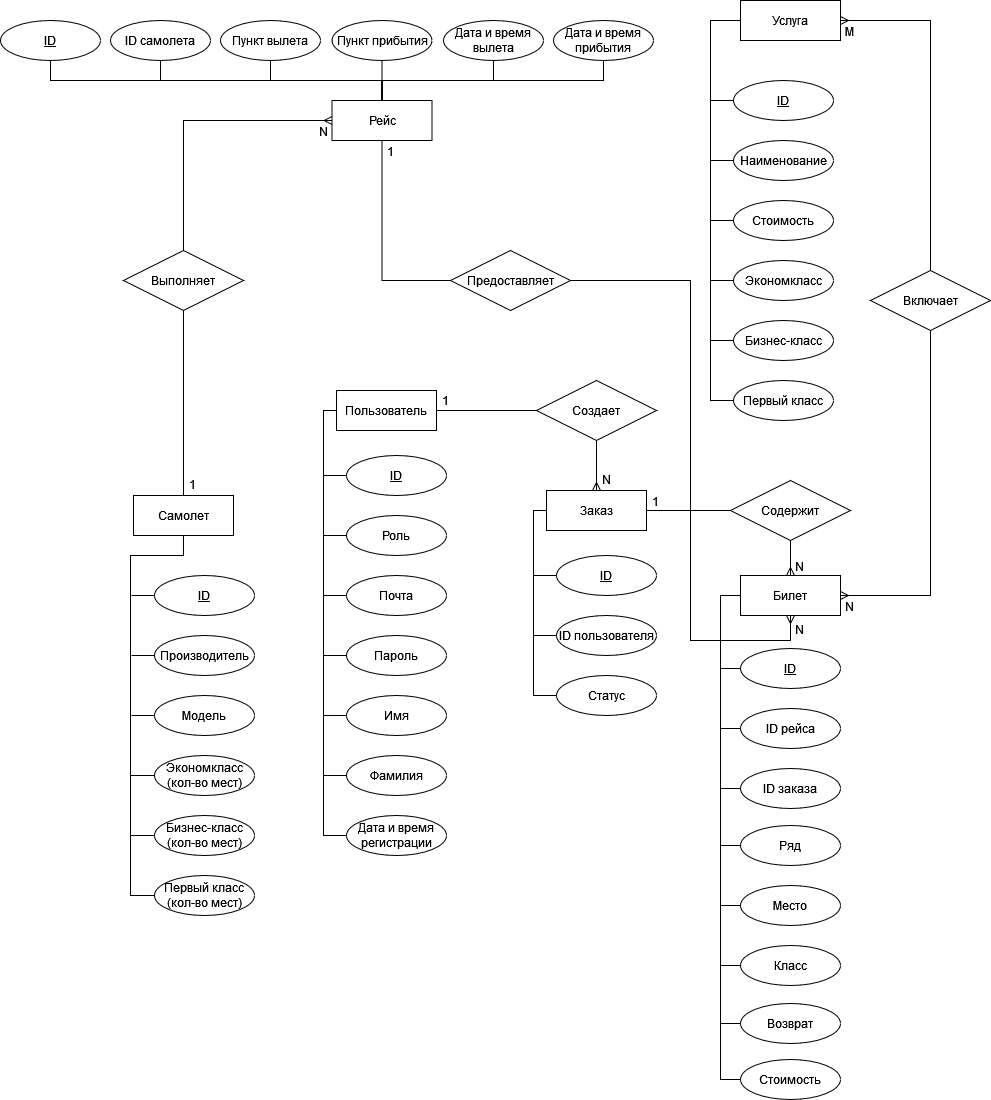 ID
ID самолета
Пункт вылета
Пункт прибытия
Дата и время
вылета
Дата и время
прибытия
Услуга
M
Рейс
N
1
ID
Наименование
Стоимость
Экономкласс
Бизнес-класс
Первый класс
Выполняет
Предоставляет
Включает
Пользователь
1
Создает
N
ID
Роль
Почта
Пароль
Имя
Фамилия
Дата и время
регистрации
1
Самолет
ID
Производитель
Модель
Экономкласс
(кол-во мест)
Бизнес-класс
(кол-во мест)
Первый класс
(кол-во мест)
Заказ
1
Содержит
ID
ID пользователя
Статус
N
Билет
N
N
ID
ID рейса
ID заказа
Ряд
Место
Класс
Возврат
Стоимость